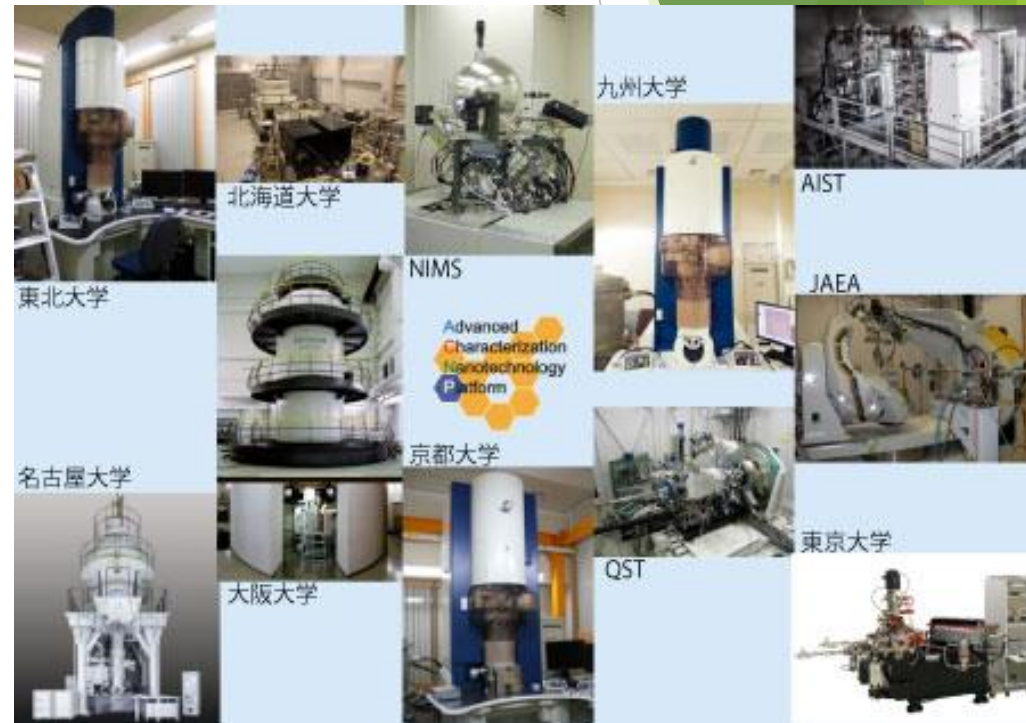 九州大学
北海道大学
AIST
NIMS
東北大学
JAEA
Advanced
Characterization
Nanotechnology
Platform
京都大学
名古屋大学
東京大学
QST
大阪大学